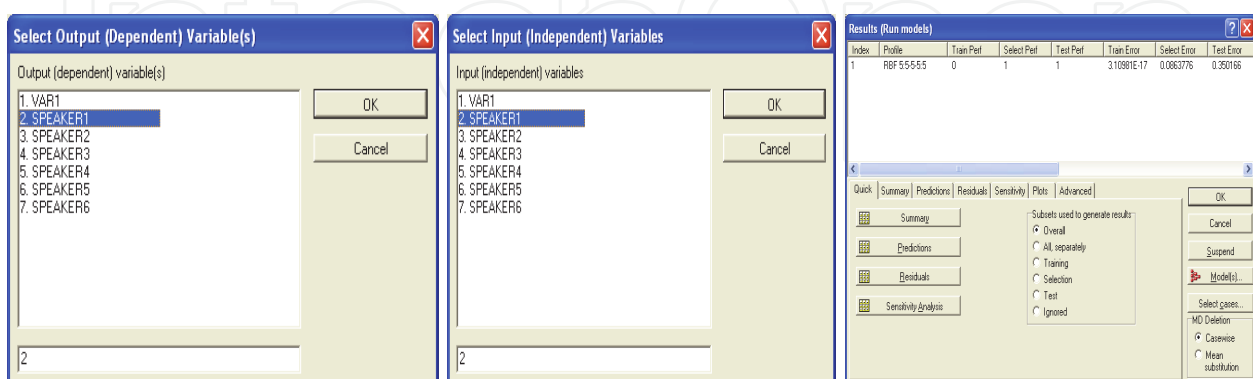 Select Output (Dependent) Variable(s)
Output (dependent) variable(s)
1. VAR1
2. SPEAKER1
3. SPEAKER2
4. SPEAKER3
5. SPEAKER4
6. SPEAKER5
7. SPEAKER6
OK
Cancel
2
Select Input (Independent) Variables
Input (independent) variables
1. VAR1
2. SPEAKER1
3. SPEAKER2
4. SPEAKER3
5. SPEAKER4
6. SPEAKER5
7. SPEAKER6
OK
Cancel
2
Results (Run models)
Index Profile Train Perf Select Perf Test Perf Train Error Select Error Test Error
1 RBF 5:5-5-5:5 0 1 1 3.10981E-17 0.0863776 0.350166
Quick Summary Predictions Residuals Sensitivity Plots Advanced
Summary
Predictions
Residuals
Sensitivity Analysis
Subsets used to generate results
Overall
All, separately
Training
Selection
Test
Ignored
OK
Cancel
Suspend
Model(s)...
Select cases...
MD Deletion
Casewise
Mean
substitution